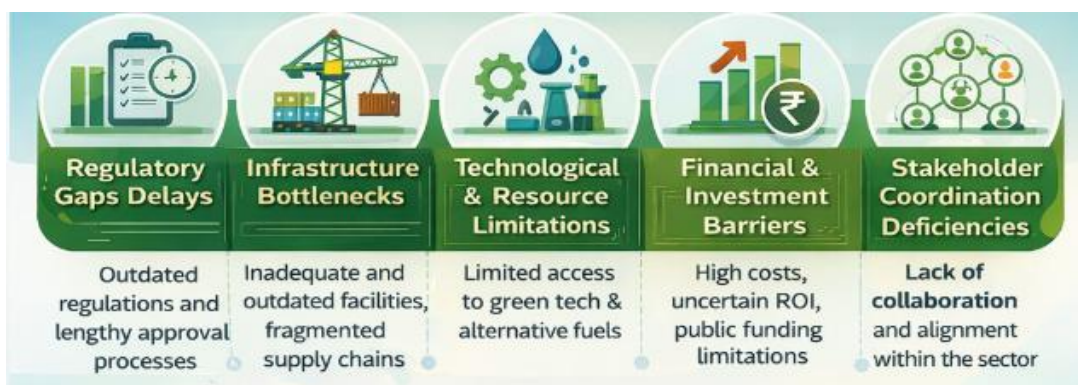 Regulatory
Gaps Delays
Outdated
regulations and
lengthy approval
processes
Infrastructure
Bottlenecks
Inadequate and
outdated facilities,
fragmented
supply chains
Technological
& Resource
Limitations
Limited access
to green tech &
alternative fuels
₹
Financial &
Investment
Barriers
High costs,
uncertain ROI,
public funding
limitations
Stakeholder
Coordination
Deficiencies
Lack of
collaboration
and alignment
within the sector